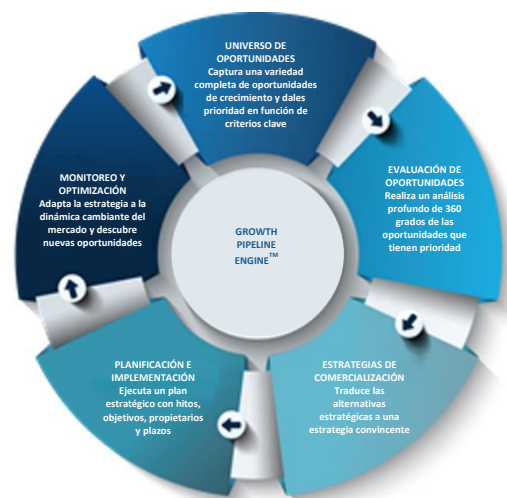 UNIVERSO DE
OPORTUNIDADES
Captura una variedad
completa de oportunidades
de crecimiento y dales
prioridad en función de
criterios clave
EVALUACIÓN DE
OPORTUNIDADES
Realiza un análisis
profundo de 360
grados de las
oportunidades que
tienen prioridad
ESTRATEGIAS DE
COMERCIALIZACIÓN
Traduce las
alternativas
estratégicas a una
estrategia convincente
PLANIFICACIÓN E
IMPLEMENTACIÓN
Ejecuta un plan
estratégico con hitos,
objetivos, propietarios
y plazos
MONITOREO Y
OPTIMIZACIÓN
Adapta la estrategia a la
dinámica cambiante del
mercado y descubre
nuevas oportunidades
GROWTH
PIPELINE
ENGINE™